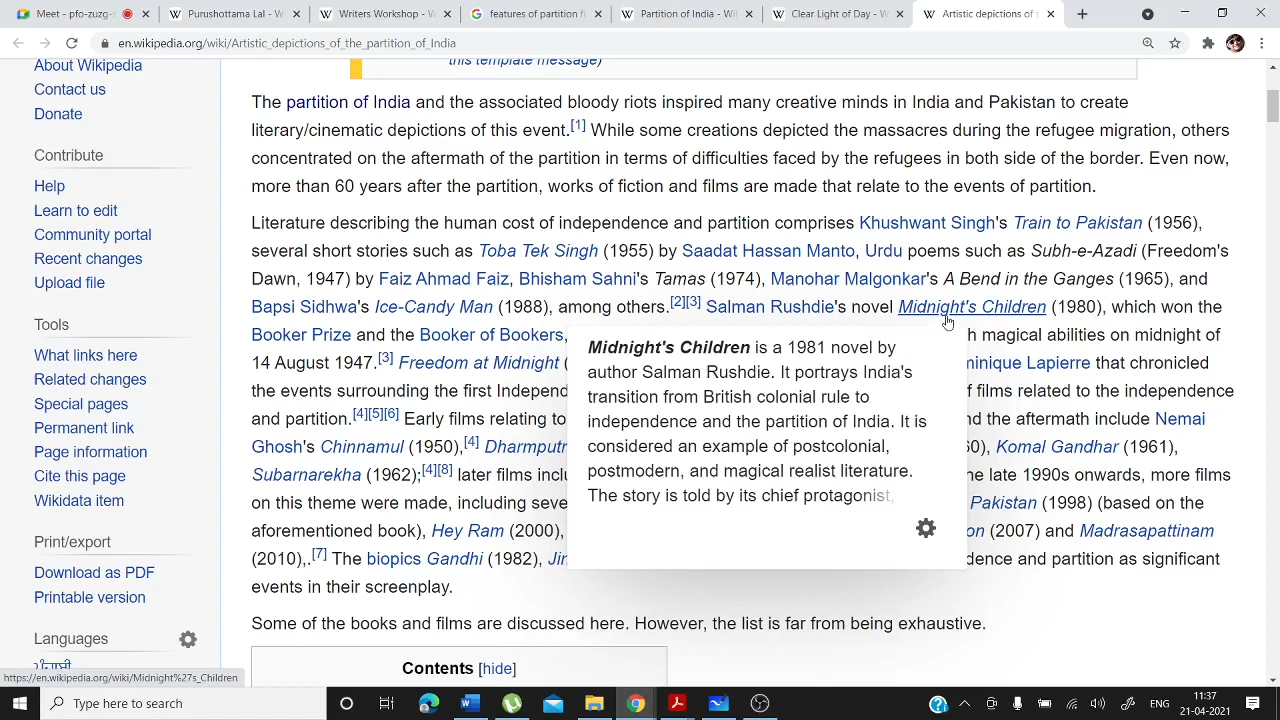 Meet - pfo-zuzg-
Purushottama Lal - W
Writers Workshop - W
features of partition f
Partition of India - Wi
Clear Light of Day - W
Artistic depictions of t
en.wikipedia.org/wiki/Artistic_depictions_of_the_partition_of_India
About Wikipedia
Contact us
Donate
Contribute
Help
Learn to edit
Community portal
Recent changes
Upload file
Tools
What links here
Related changes
Special pages
Permanent link
Page information
Cite this page
Wikidata item
Print/export
Download as PDF
Printable version
Languages
https://en.wikipedia.org/wiki/Midnight%27s_Children
this template message)
The partition of India and the associated bloody riots inspired many creative minds in India and Pakistan to create
literary/cinematic depictions of this event.[1] While some creations depicted the massacres during the refugee migration, others
concentrated on the aftermath of the partition in terms of difficulties faced by the refugees in both side of the border. Even now,
more than 60 years after the partition, works of fiction and films are made that relate to the events of partition.
Literature describing the human cost of independence and partition comprises Khushwant Singh's Train to Pakistan (1956),
several short stories such as Toba Tek Singh (1955) by Saadat Hassan Manto, Urdu poems such as Subh-e-Azadi (Freedom's
Dawn, 1947) by Faiz Ahmad Faiz, Bhisham Sahni's Tamas (1974), Manohar Malgonkar's A Bend in the Ganges (1965), and
Bapsi Sidhwa's Ice-Candy Man (1988), among others.[2][3] Salman Rushdie's novel Midnight's Children (1980), which won the
Booker Prize and the Booker of Bookers, h magical abilities on midnight of
14 August 1947.[3] Freedom at Midnight ( minique Lapierre that chronicled
the events surrounding the first Independ f films related to the independence
and partition.[4][5][6] Early films relating to nd the aftermath include Nemai
Ghosh's Chinnamul (1950),[4] Dharmputr 60), Komal Gandhar (1961),
Subarnarekha (1962);[4][8] later films inclu he late 1990s onwards, more films
on this theme were made, including seve Pakistan (1998) (based on the
aforementioned book), Hey Ram (2000), on (2007) and Madrasapattinam
(2010),.[7] The biopics Gandhi (1982), Jin dence and partition as significant
events in their screenplay.
Midnight's Children is a 1981 novel by
author Salman Rushdie. It portrays India's
transition from British colonial rule to
independence and the partition of India. It is
considered an example of postcolonial,
postmodern, and magical realist literature.
The story is told by its chief protagonist,
Some of the books and films are discussed here. However, the list is far from being exhaustive.
Contents [hide]
Type here to search
ENG
11:37
21-04-2021